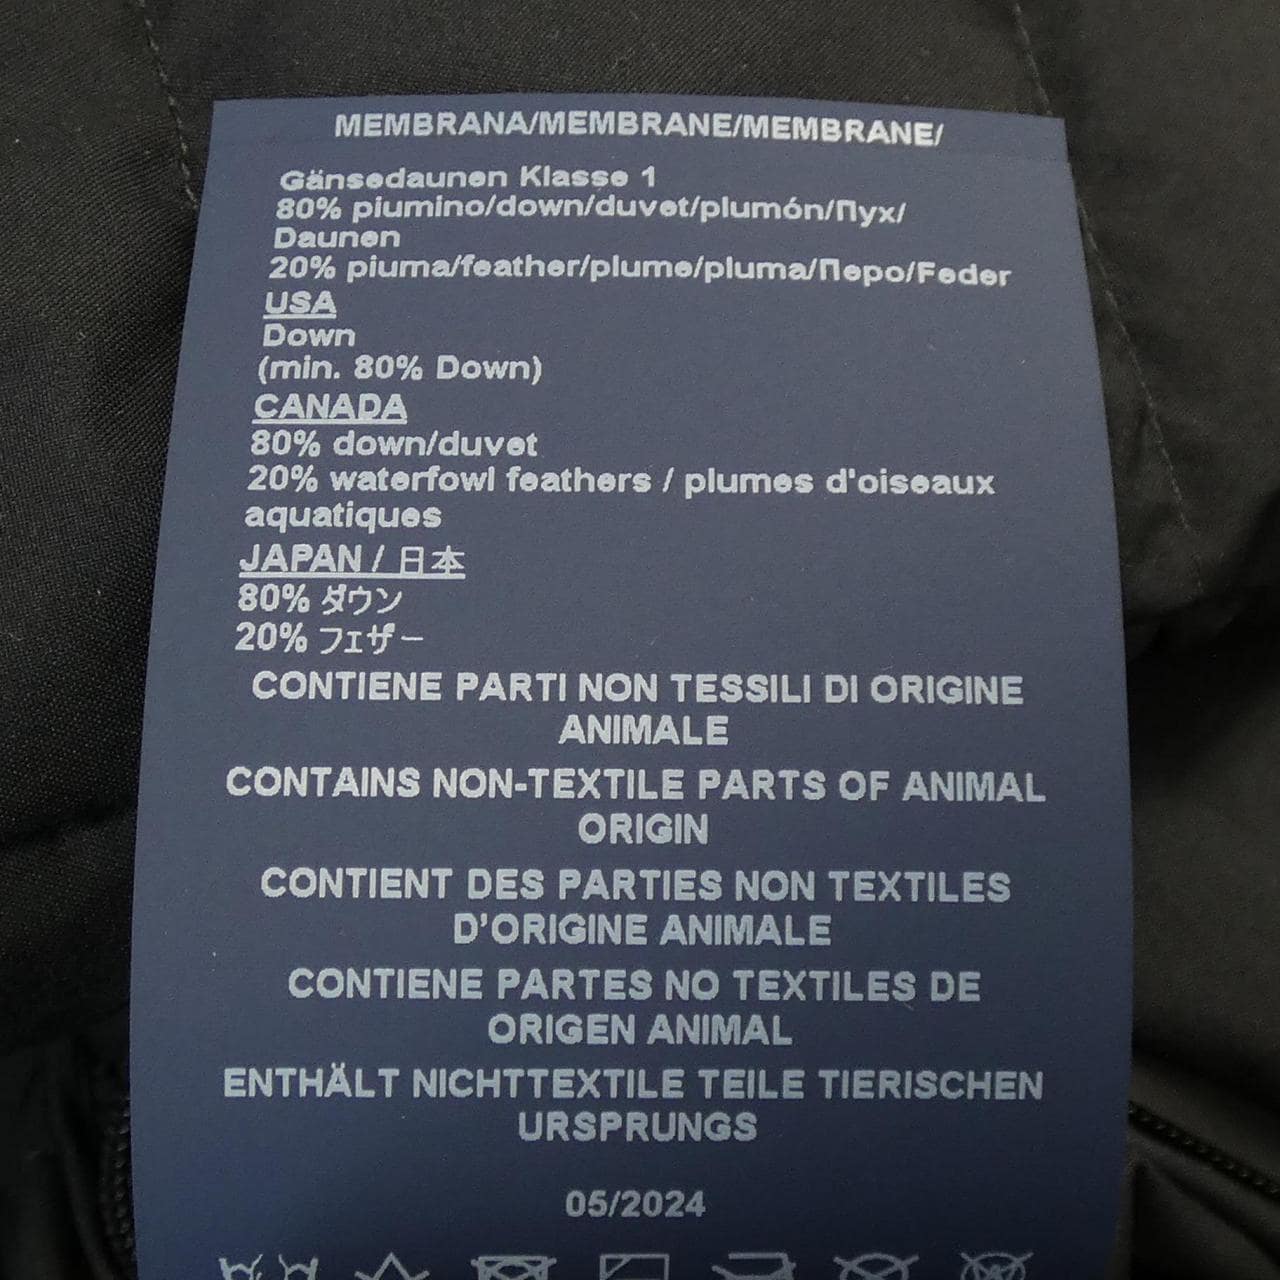 MEMBRANA/MEMBRANE/MEMBRANE/
Gänsedaunen Klasse 1
80% piumino/down/duvet/plumón/Пух/
Daunen
20% piuma/feather/plume/pluma/Перо/Feder
USA
Down
(min. 80% Down)
CANADA
80% down/duvet
20% waterfowl feathers / plumes d'oiseaux
aquatiques
JAPAN / 日本
80% ダウン
20% フェザー
CONTIENE PARTI NON TESSILI DI ORIGINE
ANIMALE
CONTAINS NON-TEXTILE PARTS OF ANIMAL
ORIGIN
CONTIENT DES PARTIES NON TEXTILES
D'ORIGINE ANIMALE
CONTIENE PARTES NO TEXTILES DE
ORIGEN ANIMAL
ENTHÄLT NICHTTEXTILE TEILE TIERISCHEN
URSPRUNGS
05/2024